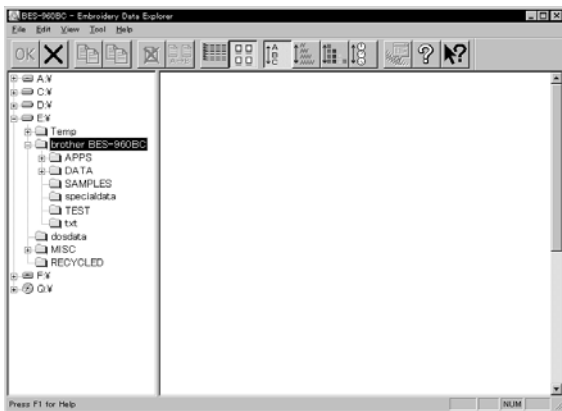 BES-960BC - Embroidery Data Explorer
File Edit View Tool Help
OK
A:¥
C:¥
D:¥
E:¥
Temp
brother BES-960BC
APPS
DATA
SAMPLES
specialdata
TEST
txt
dosdata
MISC
RECYCLED
F:¥
Q:¥
Press F1 for Help NUM